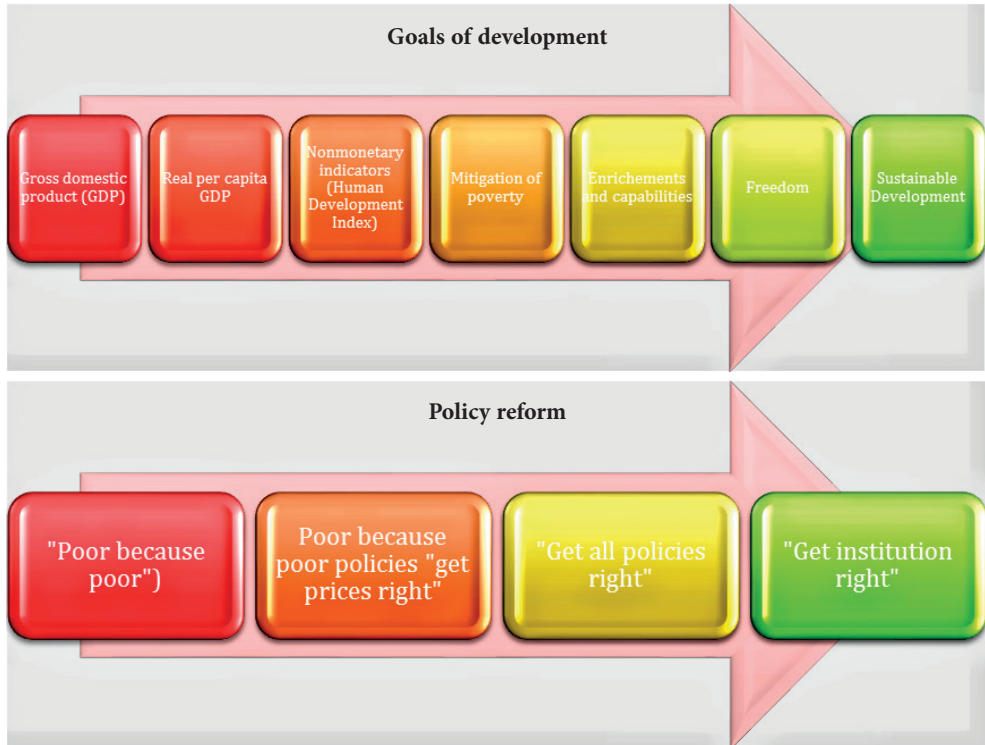 Goals of development
Gross domestic
product (GDP)
Real per capita
GDP
Nonmonetary
indicators
(Human
Development
Index)
Mitigation of
poverty
Enrichements
and capabilities
Freedom
Sustainable
Development
Policy reform
"Poor because
poor")
Poor because
poor policies "get
prices right"
"Get all policies
right"
"Get institution
right"